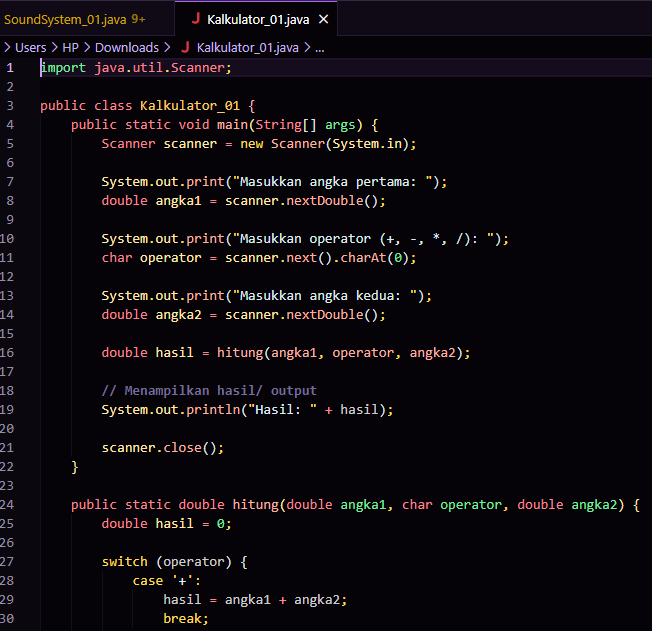 SoundSystem_01.java 9+ J Kalkulator_01.java ×
> Users > HP > Downloads > J Kalkulator_01.java > ...
1 import java.util.Scanner;
2
3 public class Kalkulator_01 {
4 public static void main(String[] args) {
5 Scanner scanner = new Scanner(System.in);
6
7 System.out.print("Masukkan angka pertama: ");
8 double angka1 = scanner.nextDouble();
9
10 System.out.print("Masukkan operator (+, -, *, /): ");
11 char operator = scanner.next().charAt(0);
12
13 System.out.print("Masukkan angka kedua: ");
14 double angka2 = scanner.nextDouble();
15
16 double hasil = hitung(angka1, operator, angka2);
17
18 // Menampilkan hasil/ output
19 System.out.println("Hasil: " + hasil);
20
21 scanner.close();
22 }
23
24 public static double hitung(double angka1, char operator, double angka2) {
25 double hasil = 0;
26
27 switch (operator) {
28 case '+':
29 hasil = angka1 + angka2;
30 break;